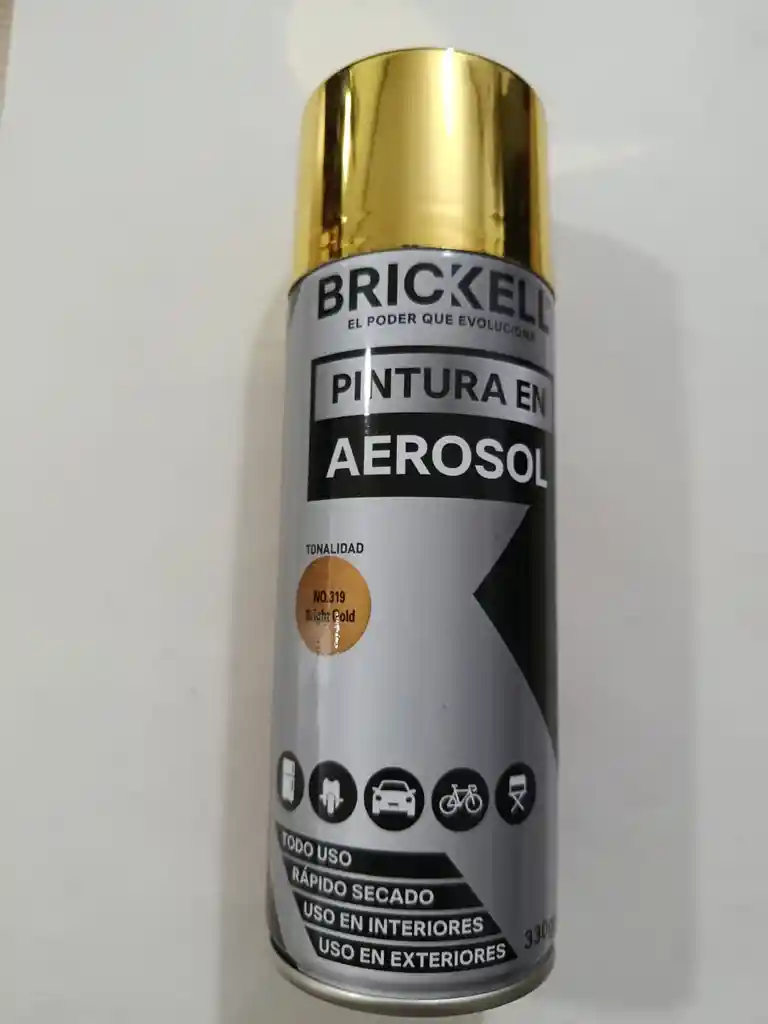 BRICKELL
EL PODER QUE EVOLUCIONA
PINTURA EN
AEROSOL
TONALIDAD
NO.319
Bright Gold
TODO USO
RÁPIDO SECADO
USO EN INTERIORES
USO EN EXTERIORES
330